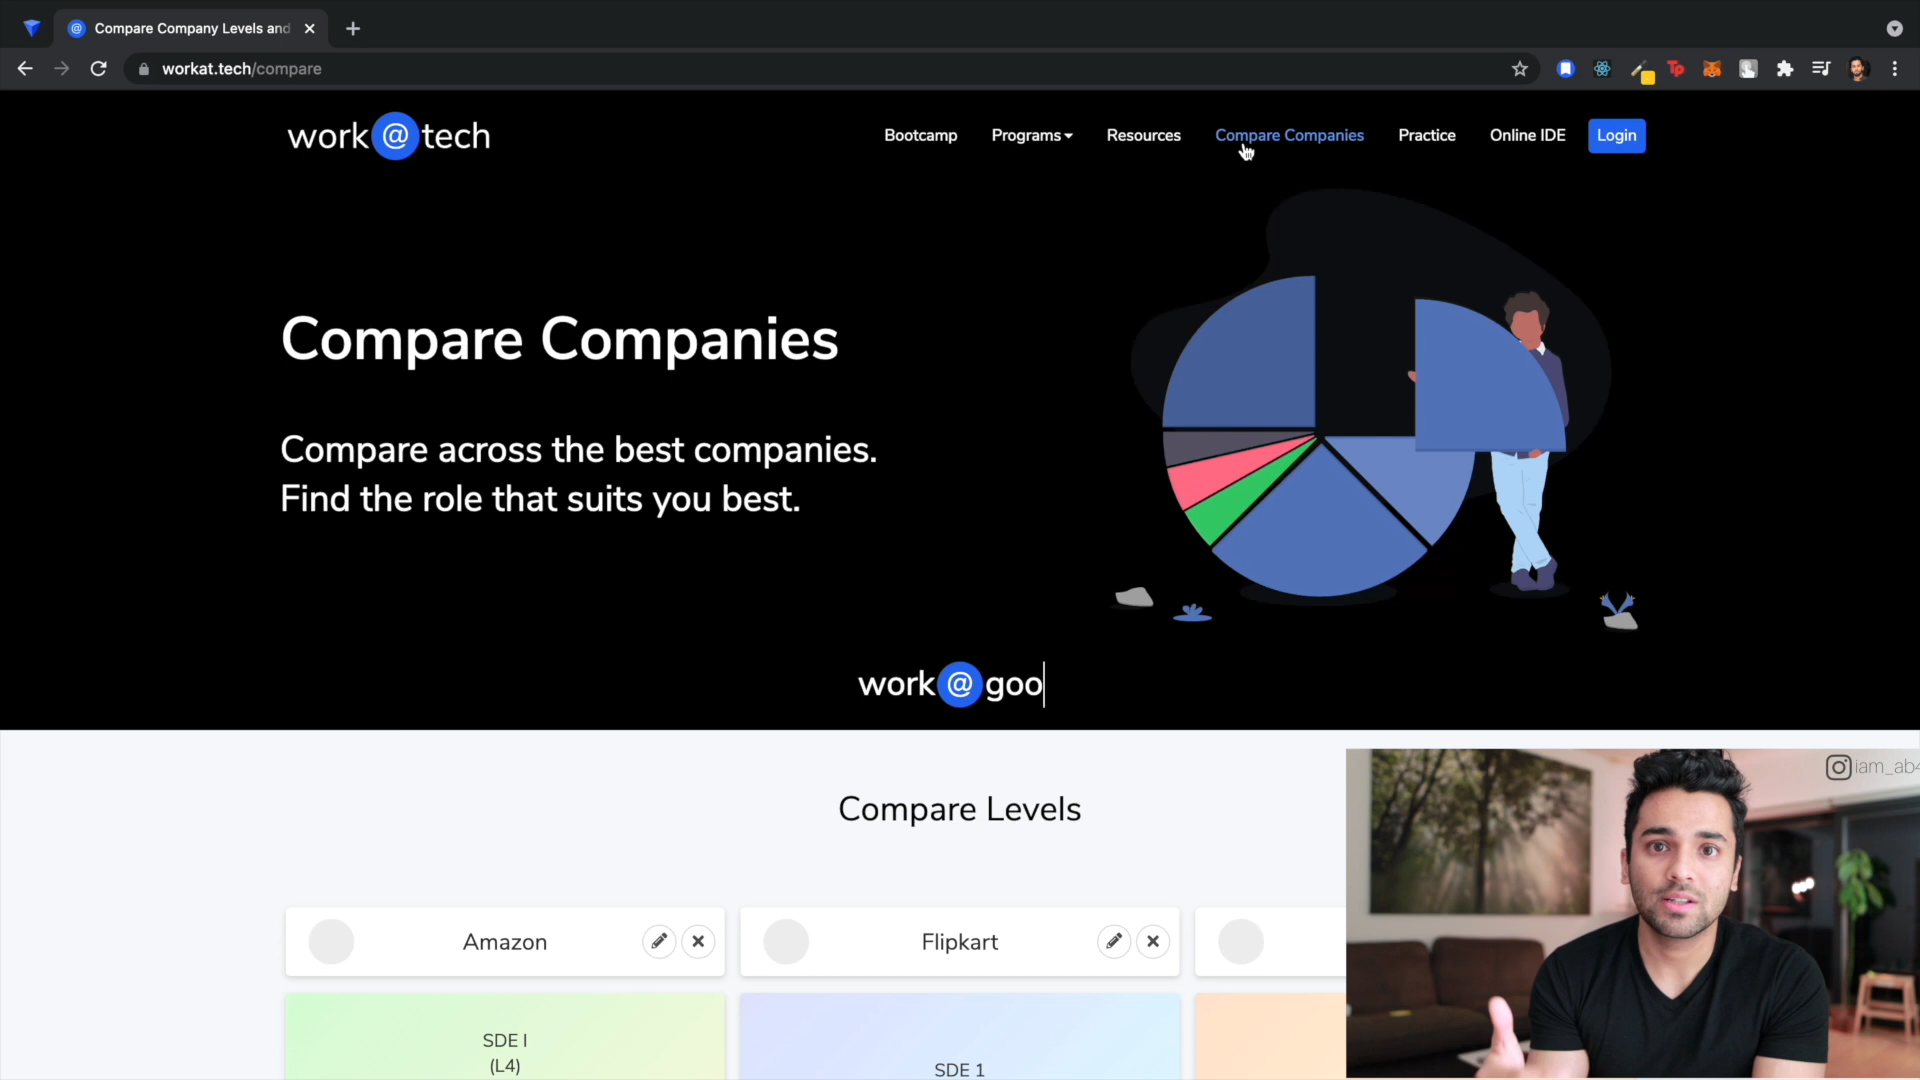 Compare Company Levels and
workat.tech/compare
work@tech
Bootcamp
Programs
Resources
Compare Companies
Practice
Online IDE
Login
Compare Companies
Compare across the best companies.
Find the role that suits you best.
work@goo
Compare Levels
iam_ab4
Amazon
Flipkart
SDE I
(L4)
SDE 1